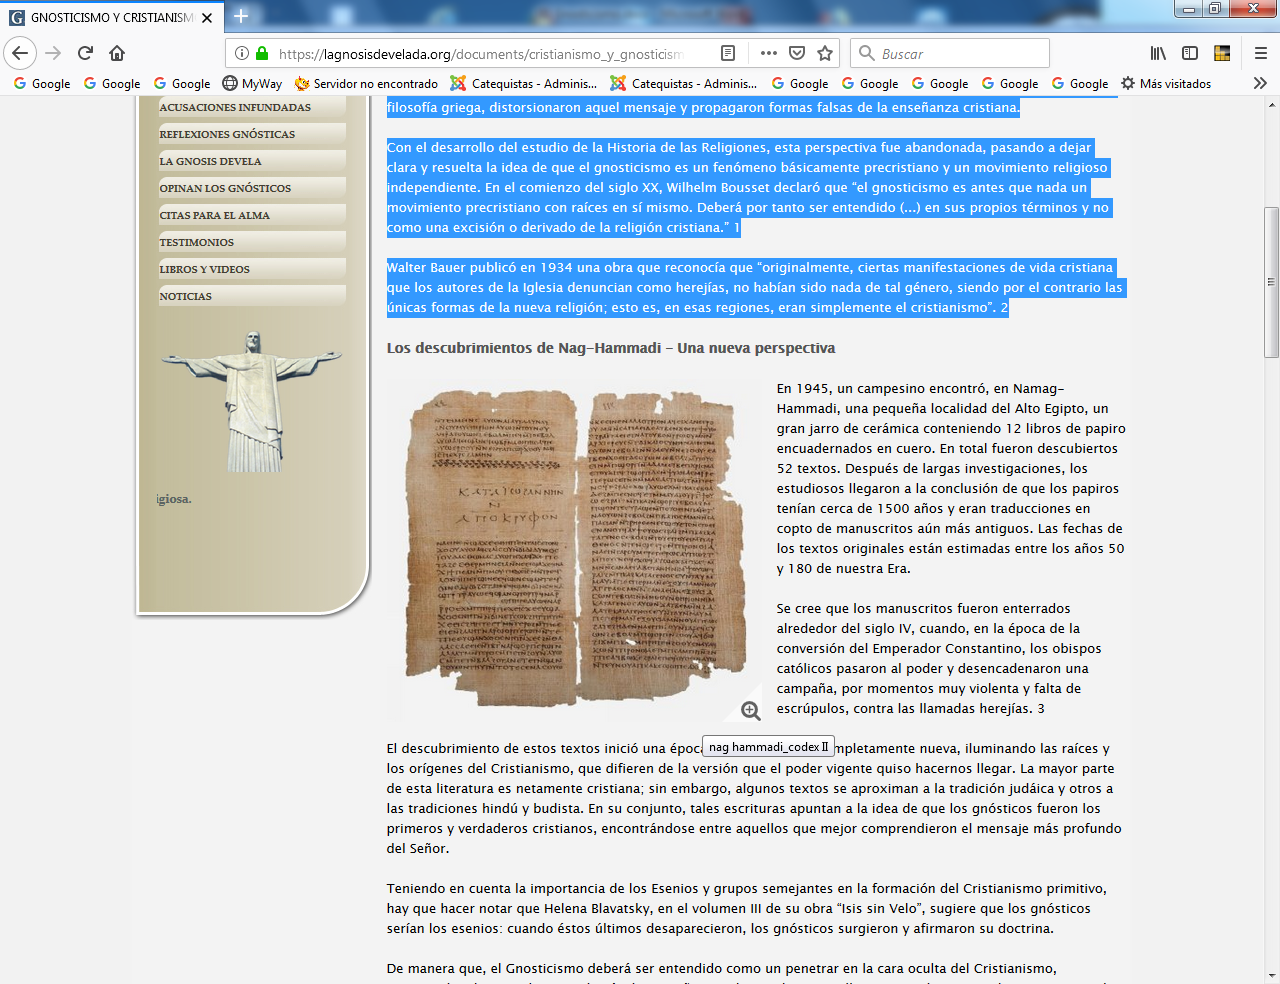 GNOSTICISMO Y CRISTIANISM
https://lagnosisdevelada.org/documents/cristianismo_y_gnosticism
Buscar
Google Google Google MyWay Servidor no encontrado Catequistas - Adminis... Catequistas - Adminis... Google Google Google Google Google Más visitados
ACUSACIONES INFUNDADAS
REFLEXIONES GNÓSTICAS
LA GNOSIS DEVELA
OPINAN LOS GNÓSTICOS
CITAS PARA EL ALMA
TESTIMONIOS
LIBROS Y VIDEOS
NOTICIAS
igiosa.
filosofía griega, distorsionaron aquel mensaje y propagaron formas falsas de la enseñanza cristiana.
Con el desarrollo del estudio de la Historia de las Religiones, esta perspectiva fue abandonada, pasando a dejar
clara y resuelta la idea de que el gnosticismo es un fenómeno básicamente precristiano y un movimiento religioso
independiente. En el comienzo del siglo XX, Wilhelm Bousset declaró que “el gnosticismo es antes que nada un
movimiento precristiano con raíces en sí mismo. Deberá por tanto ser entendido (...) en sus propios términos y no
como una excisión o derivado de la religión cristiana.” 1
Walter Bauer publicó en 1934 una obra que reconocía que “originalmente, ciertas manifestaciones de vida cristiana
que los autores de la Iglesia denuncian como herejías, no habían sido nada de tal género, siendo por el contrario las
únicas formas de la nueva religión; esto es, en esas regiones, eran simplemente el cristianismo”. 2
Los descubrimientos de Nag-Hammadi – Una nueva perspectiva
En 1945, un campesino encontró, en Namag-
Hammadi, una pequeña localidad del Alto Egipto, un
gran jarro de cerámica conteniendo 12 libros de papiro
encuadernados en cuero. En total fueron descubiertos
52 textos. Después de largas investigaciones, los
estudiosos llegaron a la conclusión de que los papiros
tenían cerca de 1500 años y eran traducciones en
copto de manuscritos aún más antiguos. Las fechas de
los textos originales están estimadas entre los años 50
y 180 de nuestra Era.
Se cree que los manuscritos fueron enterrados
alrededor del siglo IV, cuando, en la época de la
conversión del Emperador Constantino, los obispos
católicos pasaron al poder y desencadenaron una
campaña, por momentos muy violenta y falta de
escrúpulos, contra las llamadas herejías. 3
nag hammadi_codex II
El descubrimiento de estos textos inició una época mpletamente nueva, iluminando las raíces y
los orígenes del Cristianismo, que difieren de la versión que el poder vigente quiso hacernos llegar. La mayor parte
de esta literatura es netamente cristiana; sin embargo, algunos textos se aproximan a la tradición judáica y otros a
las tradiciones hindú y budista. En su conjunto, tales escrituras apuntan a la idea de que los gnósticos fueron los
primeros y verdaderos cristianos, encontrándose entre aquellos que mejor comprendieron el mensaje más profundo
del Señor.
Teniendo en cuenta la importancia de los Esenios y grupos semejantes en la formación del Cristianismo primitivo,
hay que hacer notar que Helena Blavatsky, en el volumen III de su obra “Isis sin Velo”, sugiere que los gnósticos
serían los esenios: cuando éstos últimos desaparecieron, los gnósticos surgieron y afirmaron su doctrina.
De manera que, el Gnosticismo deberá ser entendido como un penetrar en la cara oculta del Cristianismo,